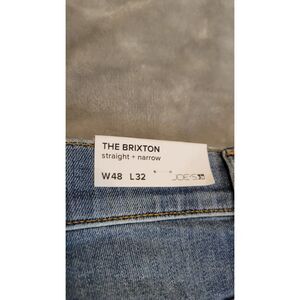 THE BRIXTON
straight + narrow
W48 L32
JOE'S